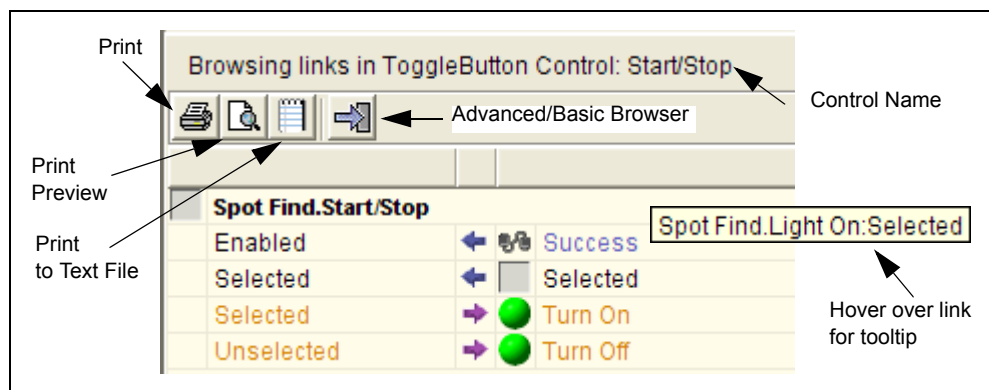 Print
Browsing links in ToggleButton Control: Start/Stop
Control Name
Advanced/Basic Browser
Print
Preview
Spot Find.Start/Stop
Spot Find.Light On:Selected
Print
to Text File
Enabled Success
Selected Selected
Selected Turn On
Unselected Turn Off
Hover over link
for tooltip